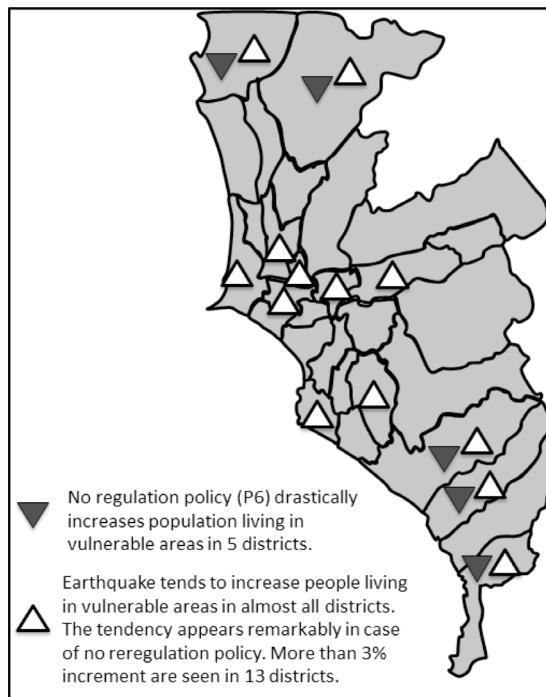 No regulation policy (P6) drastically
increases population living in
vulnerable areas in 5 districts.
Earthquake tends to increase people living
in vulnerable areas in almost all districts.
The tendency appears remarkably in case
of no reregulation policy. More than 3%
increment are seen in 13 districts.